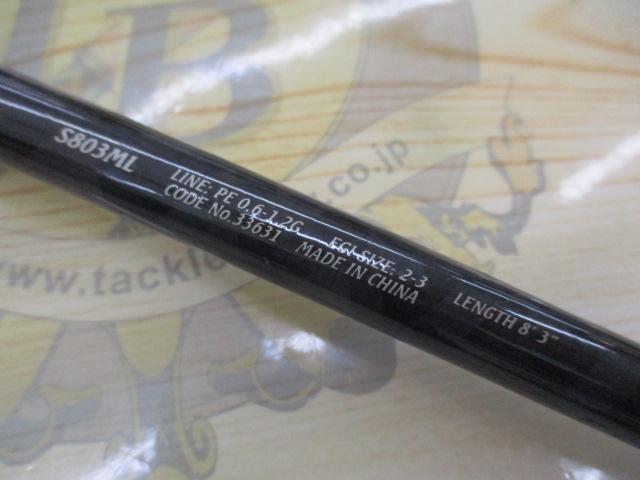 S803ML
LINE: PE 0.6-1.2G EGI SIZE: 2-3 LENGTH 8' 3"
CODE No.33631 MADE IN CHINA
B
www.tackle
.co.jp